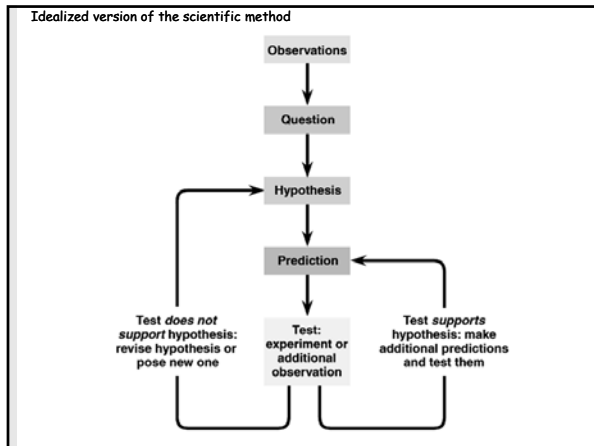 Idealized version of the scientific method
Observations
Question
Hypothesis
Prediction
Test does not
support hypothesis:
revise hypothesis or
pose new one
Test:
experiment or
additional
observation
Test supports
hypothesis: make
additional predictions
and test them